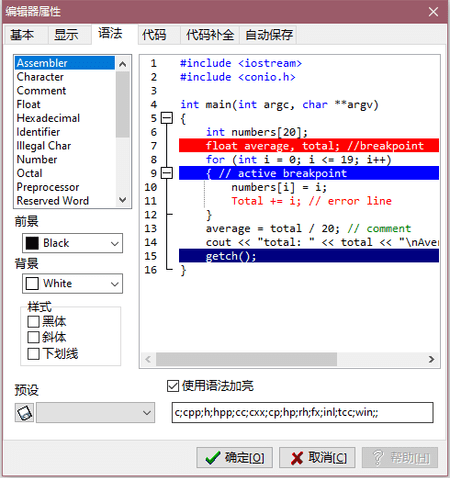 编辑器属性
基本 显示 语法 代码 代码补全 自动保存
Assembler
Character
Comment
Float
Hexadecimal
Identifier
Illegal Char
Number
Octal
Preprocessor
Reserved Word
前景
Black
背景
White
样式
黑体
斜体
下划线
预设
1 #include <iostream>
2 #include <conio.h>
3
4 int main(int argc, char **argv)
5 {
6 int numbers[20];
7 float average, total; //breakpoint
8 for (int i = 0; i <= 19; i++)
9 { // active breakpoint
10 numbers[i] = i;
11 Total += i; // error line
12 }
13 average = total / 20; // comment
14 cout << "total: " << total << "\nAver
15 getch();
16 }
使用语法加亮
c;cpp;h;hpp;cc;cxx;cp;hp;rh;fx;inl;tcc;win;;
确定[O] 取消[C] 帮助[H]